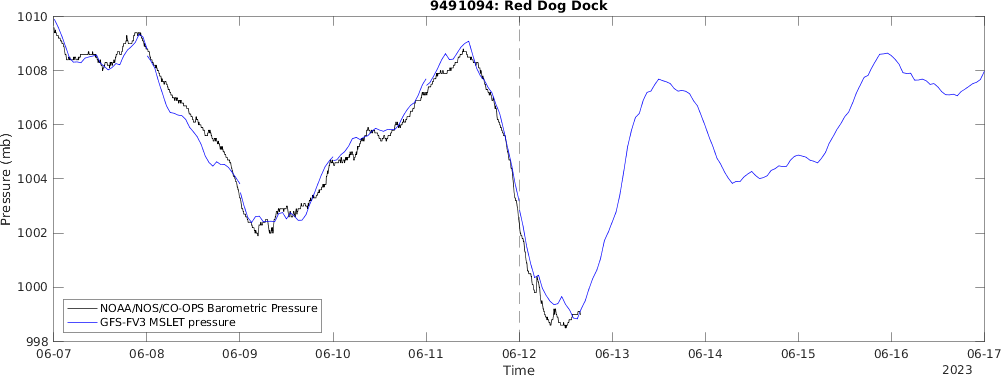 9491094: Red Dog Dock
Pressure (mb)
1010
1008
1006
1004
1002
1000
998
NOAA/NOS/CO-OPS Barometric Pressure
GFS-FV3 MSLET pressure
06-07 06-08 06-09 06-10 06-11 06-12 06-13 06-14 06-15 06-16 06-17
Time
2023